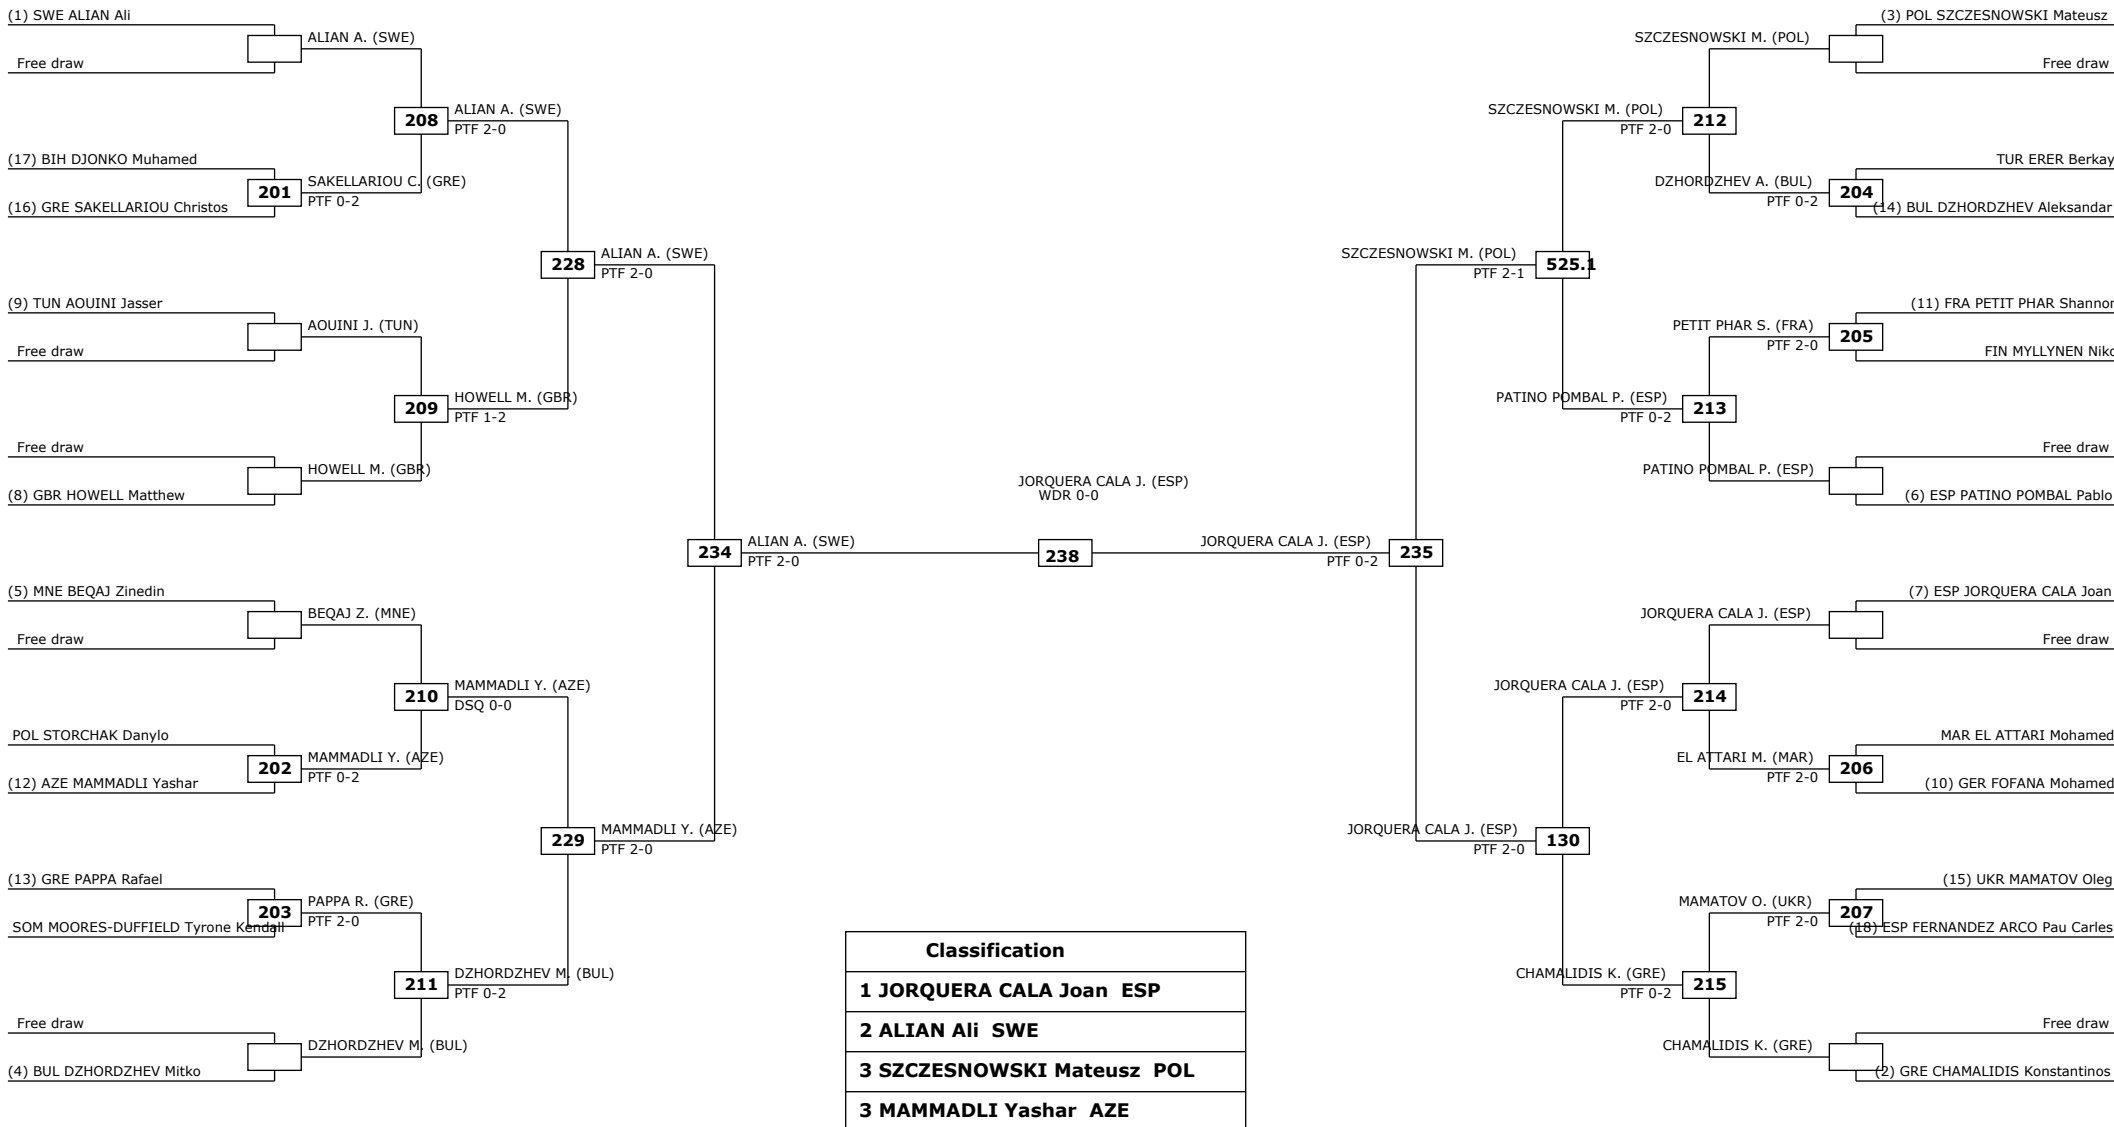 (1) SWE ALIAN Ali
ALIAN A. (SWE)
Free draw
208
ALIAN A. (SWE)
PTF 2-0
(17) BIH DJONKO Muhamed
201
SAKELLARIOU C. (GRE)
PTF 0-2
(16) GRE SAKELLARIOU Christos
228
ALIAN A. (SWE)
PTF 2-0
(9) TUN AOUINI Jasser
AOUINI J. (TUN)
Free draw
209
HOWELL M. (GBR)
PTF 1-2
Free draw
HOWELL M. (GBR)
(8) GBR HOWELL Matthew
234
ALIAN A. (SWE)
PTF 2-0
(5) MNE BEQAJ Zinedin
BEQAJ Z. (MNE)
Free draw
210
MAMMADLI Y. (AZE)
DSQ 0-0
POL STORCHAK Danylo
202
MAMMADLI Y. (AZE)
PTF 0-2
(12) AZE MAMMADLI Yashar
229
MAMMADLI Y. (AZE)
PTF 2-0
(13) GRE PAPPA Rafael
203
PAPPA R. (GRE)
PTF 2-0
SOM MOORES-DUFFIELD Tyrone Kendall
211
DZHORDZHEV M. (BUL)
PTF 0-2
Free draw
DZHORDZHEV M. (BUL)
(4) BUL DZHORDZHEV Mitko
JORQUERA CALA J. (ESP)
WDR 0-0
238
(3) POL SZCZESNOWSKI Mateusz
SZCZESNOWSKI M. (POL)
Free draw
SZCZESNOWSKI M. (POL)
PTF 2-0
212
TUR ERER Berkay
DZHORDZHEV A. (BUL)
PTF 0-2
204
(14) BUL DZHORDZHEV Aleksandar
SZCZESNOWSKI M. (POL)
PTF 2-1
525.1
(11) FRA PETIT PHAR Shannon
PETIT PHAR S. (FRA)
PTF 2-0
205
FIN MYLLYNEN Niko
PATINO POMBAL P. (ESP)
PTF 0-2
213
Free draw
PATINO POMBAL P. (ESP)
(6) ESP PATINO POMBAL Pablo
JORQUERA CALA J. (ESP)
PTF 0-2
235
(7) ESP JORQUERA CALA Joan
JORQUERA CALA J. (ESP)
Free draw
JORQUERA CALA J. (ESP)
PTF 2-0
214
MAR EL ATTARI Mohamed
EL ATTARI M. (MAR)
PTF 2-0
206
(10) GER FOFANA Mohamed
JORQUERA CALA J. (ESP)
PTF 2-0
130
(15) UKR MAMATOV Oleg
MAMATOV O. (UKR)
PTF 2-0
207
(18) ESP FERNANDEZ ARCO Pau Carles
CHAMALIDIS K. (GRE)
PTF 0-2
215
Free draw
CHAMALIDIS K. (GRE)
(2) GRE CHAMALIDIS Konstantinos
Classification
1 JORQUERA CALA Joan ESP
2 ALIAN Ali SWE
3 SZCZESNOWSKI Mateusz POL
3 MAMMADLI Yashar AZE